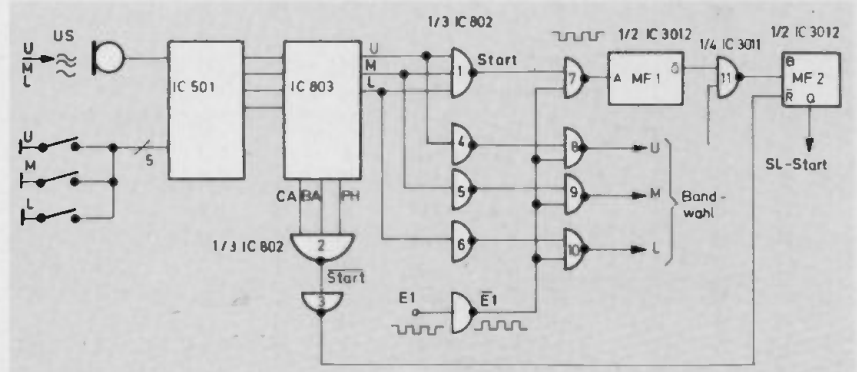 1/3 IC 802
US
U
M
L
IC 501
IC 803
U
M
L
1
Start
7
1/2 IC 3012
A
MF 1
Q̅
1/4 IC 3011
11
1/2 IC 3012
B
MF 2
R̅ Q
SL-Start
U
M
L
5
4
5
6
8
9
10
U
M
L
Band-
wahl
CA BA PH
1/3 IC 802
2
S̅t̅a̅r̅t̅
3
E1
E̅1̅